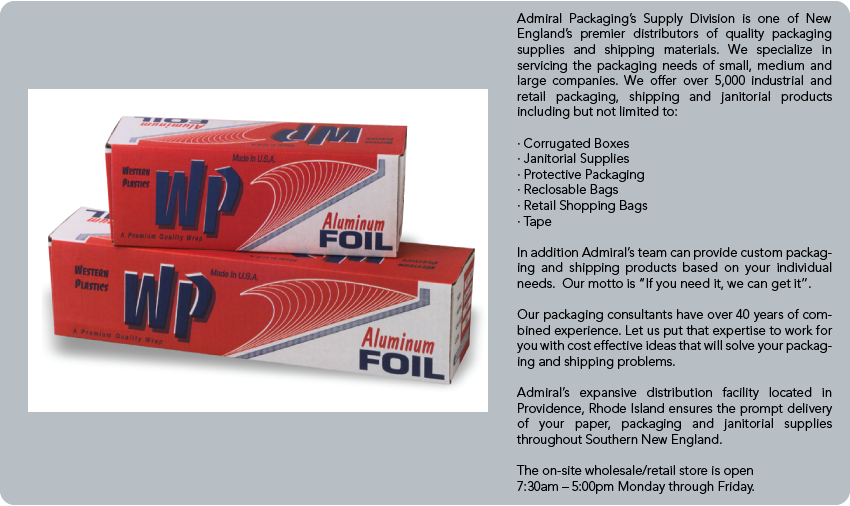 Admiral Packaging's Supply Division is one of New
England's premier distributors of quality packaging
supplies and shipping materials. We specialize in
servicing the packaging needs of small, medium and
large companies. We offer over 5,000 industrial and
retail packaging, shipping and janitorial products
including but not limited to:
· Corrugated Boxes
· Janitorial Supplies
· Protective Packaging
· Reclosable Bags
· Retail Shopping Bags
· Tape
In addition Admiral's team can provide custom packag-
ing and shipping products based on your individual
needs.  Our motto is "If you need it, we can get it".
Our packaging consultants have over 40 years of com-
bined experience. Let us put that expertise to work for
you with cost effective ideas that will solve your packag-
ing and shipping problems.
Admiral's expansive distribution facility located in
Providence, Rhode Island ensures the prompt delivery
of your paper, packaging and janitorial supplies
throughout Southern New England.
The on-site wholesale/retail store is open
7:30am – 5:00pm Monday through Friday.
Aluminum
FOIL
WP
Western
Plastics
Made In U.S.A.
WP
A Premium Quality Wrap
Aluminum
FOIL
FOIL
Western
Plastics
Made In U.S.A.
WP
A Premium Quality Wrap
Aluminum
FOIL